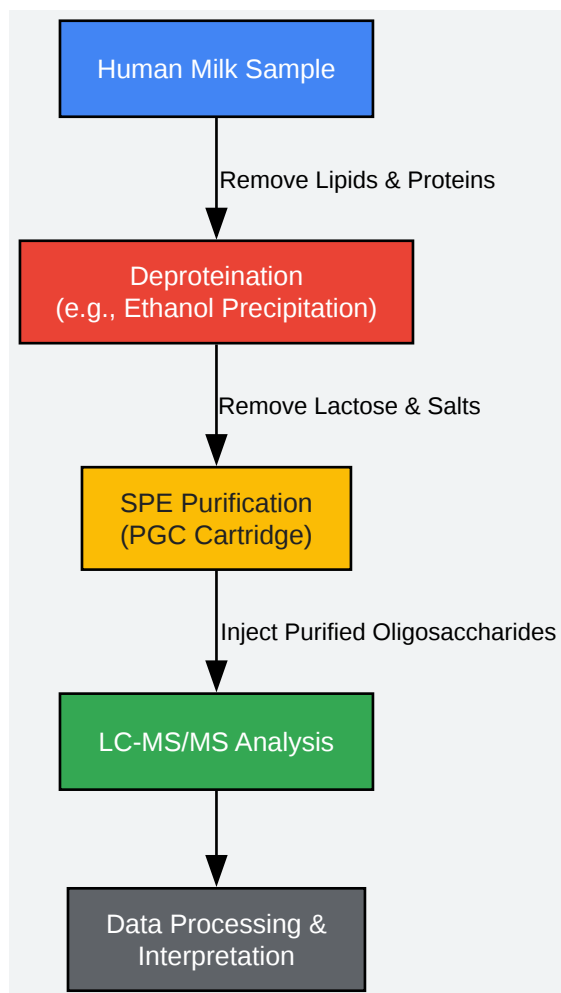 Human Milk Sample
Remove Lipids & Proteins
Deproteination
(e.g., Ethanol Precipitation)
Remove Lactose & Salts
SPE Purification
(PGC Cartridge)
Inject Purified Oligosaccharides
LC-MS/MS Analysis
Data Processing &
Interpretation